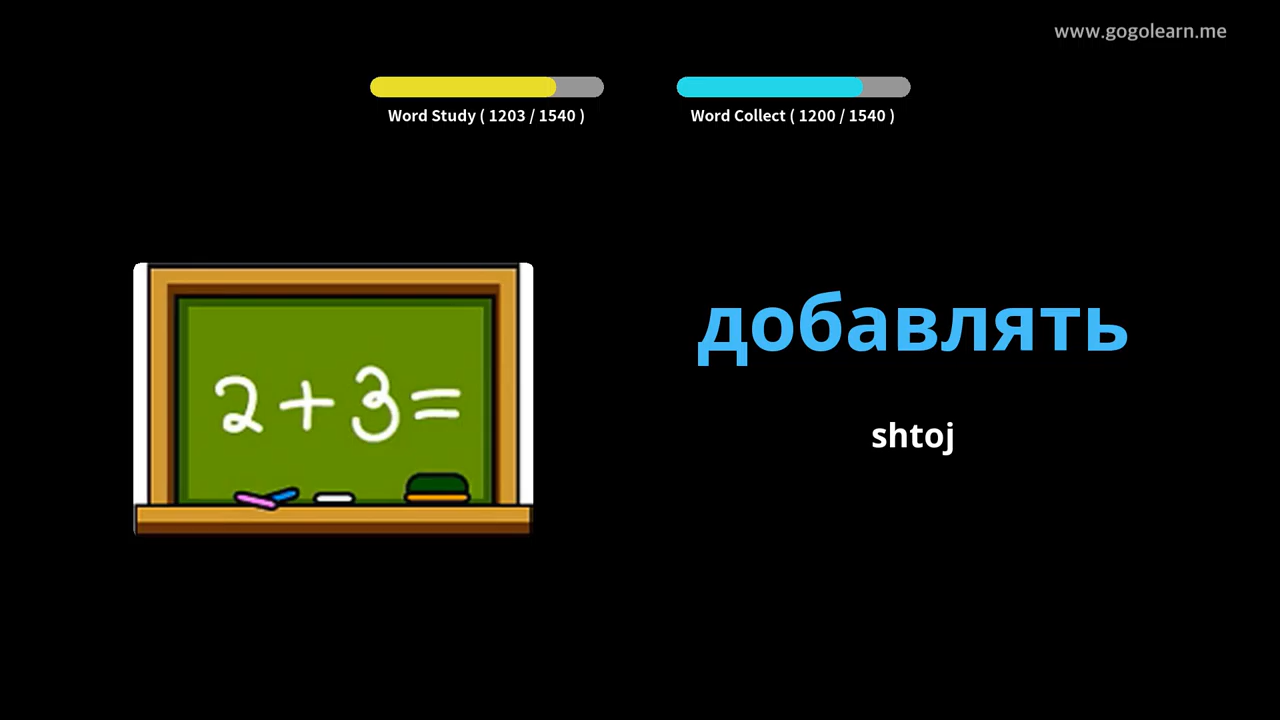 www.gogolearn.me
Word Study ( 1203 / 1540 )
Word Collect ( 1200 / 1540 )
2+3=
добавлять
shtoj